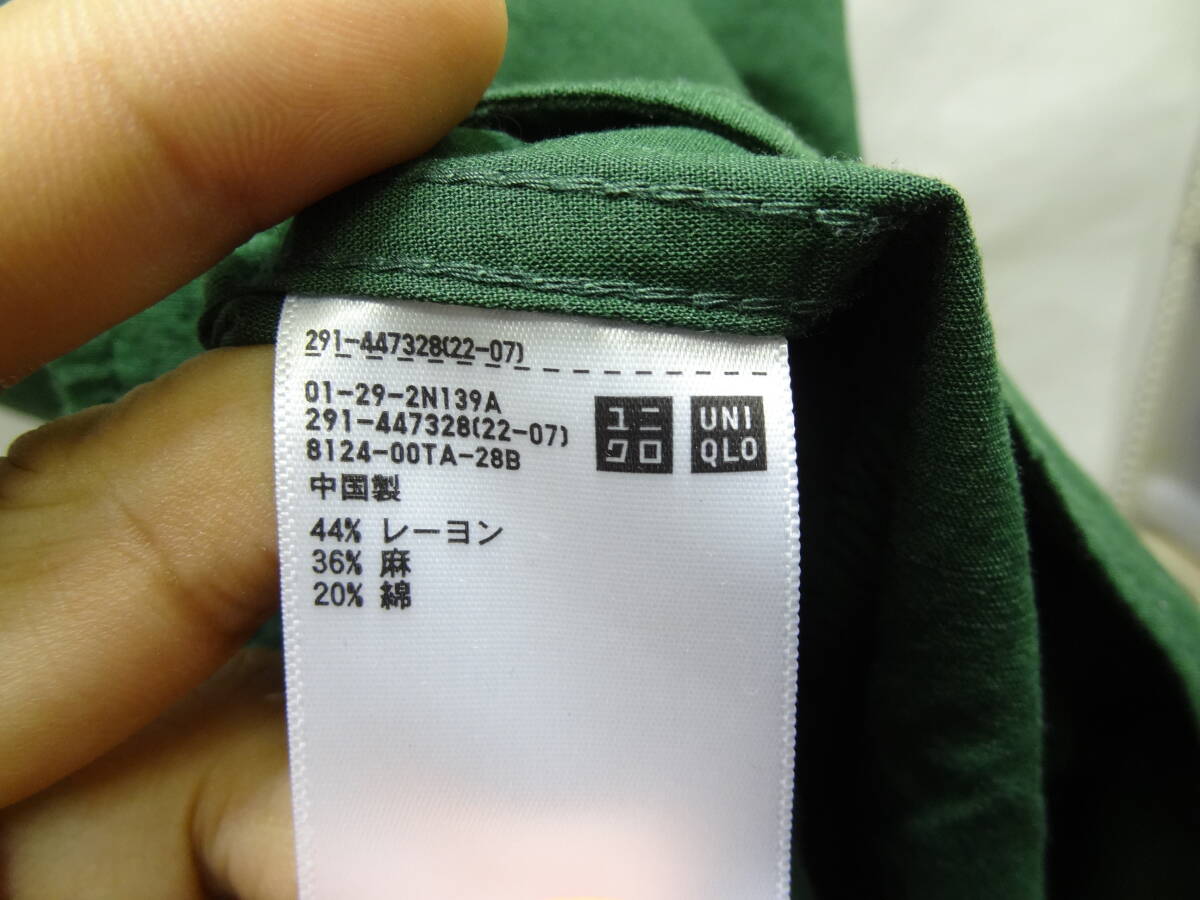 291-447328(22-07)
01-29-2N139A
291-447328(22-07)
8124-00TA-28B
中国製
44% レーヨン
36% 麻
20% 綿
ユニ
クロ
UNI
QLO